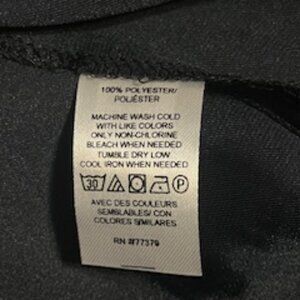 100% POLYESTER/
POLIÉSTER
MACHINE WASH COLD
WITH LIKE COLORS
ONLY NON-CHLORINE
BLEACH WHEN NEEDED
TUMBLE DRY LOW
COOL IRON WHEN NEEDED
30 P
AVEC DES COULEURS
SEMBLABLES/ CON
COLORES SIMILARES
RN #77379